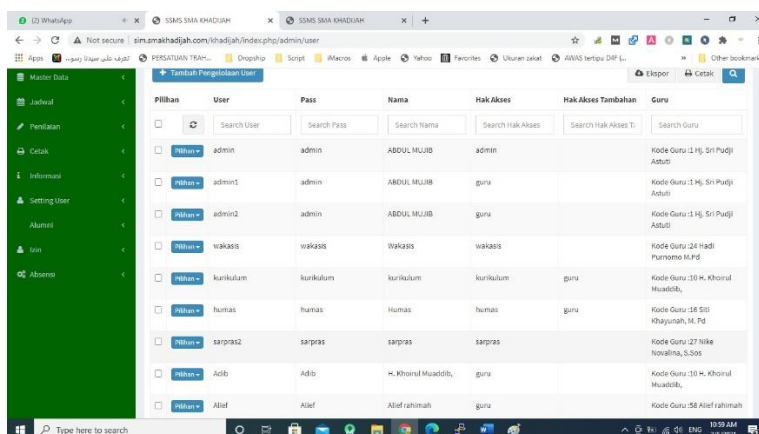 (2) WhatsApp
SSMS SMA KHADIJAH
SSMS SMA KHADIJAH
Not secure | sim.smakhadijah.com/khadijah/index.php/admin/user
Apps
PERSATUAN TRAH...
Dropship
Script
iMacros
Apple
Yahoo
Favorites
Ukuran zakat
AWAS tertipu D4F (...
Other bookmark
Master Data
Jadwal
Penilaian
Cetak
Informasi
Setting User
Alumni
Izin
Absensi
+ Tambah Pengelolaan User
Ekspor Cetak
Pilihan User Pass Nama Hak Akses Hak Akses Tambahan Guru
Search User Search Pass Search Nama Search Hak Akses Search Hak Akses Ta Search Guru
Pilihan admin admin ABDUL MUJIB admin Kode Guru :1 Hj. Sri Pudji
Astuti
Pilihan admin1 admin ABDUL MUJIB guru Kode Guru :1 Hj. Sri Pudji
Astuti
Pilihan admin2 admin ABDUL MUJIB guru Kode Guru :1 Hj. Sri Pudji
Astuti
Pilihan wakasis wakasis Wakasis wakasis Kode Guru :24 Hadi
Purnomo M.Pd
Pilihan kurikulum kurikulum kurikulum kurikulum guru Kode Guru :10 H. Khoirul
Muaddib,
Pilihan humas humas Humas humas guru Kode Guru :16 Siti
Khayunah, M. Pd
Pilihan sarpras2 sarpras sarpras sarpras Kode Guru :27 Nike
Novalina, S.Sos
Pilihan Adib Adib H. Khoirul Muaddib, guru Kode Guru :10 H. Khoirul
Muaddib,
Pilihan Alief Alief Alief rahimah guru Kode Guru :58 Alief rahimah
Type here to search
ENG
10:59 AM